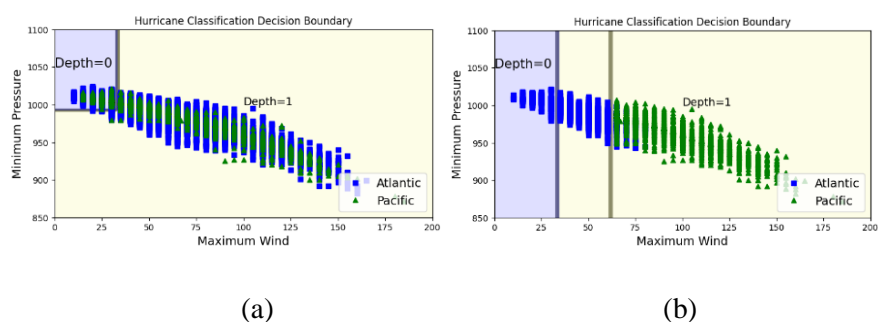 Hurricane Classification Decision Boundary
1100
1050
1000
950
900
850
0
25
50
75
100
125
150
175
200
Minimum Pressure
Maximum Wind
Depth=0
Depth=1
Atlantic
Pacific
(a)
Hurricane Classification Decision Boundary
1100
1050
1000
950
900
850
0
25
50
75
100
125
150
175
200
Minimum Pressure
Maximum Wind
Depth=0
Depth=1
Atlantic
Pacific
(b)